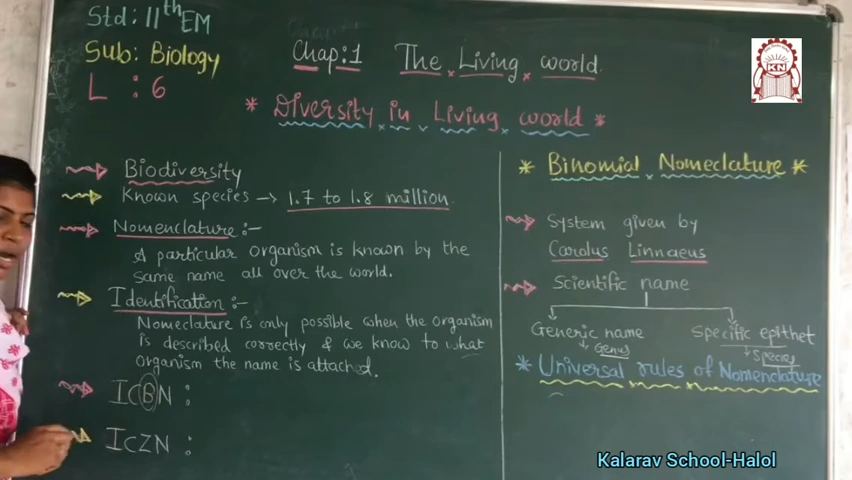 Std: 11th EM
Sub: Biology
L : 6
Chap:1 The Living world
* Diversity in Living world *
Biodiversity
Known species → 1.7 to 1.8 million
Nomenclature :-
A particular organism is known by the
same name all over the world.
Identification :-
Nomeclature is only possible when the organism
is described correctly & we know to what
organism the name is attached.
ICBN :
ICZN :
* Binomial Nomeclature *
System given by
Carolus Linnaeus
Scientific name
Generic name Specific epithet
↓ Genus ↓ Species
* Universal rules of Nomenclature
KN
Kalarav School-Halol